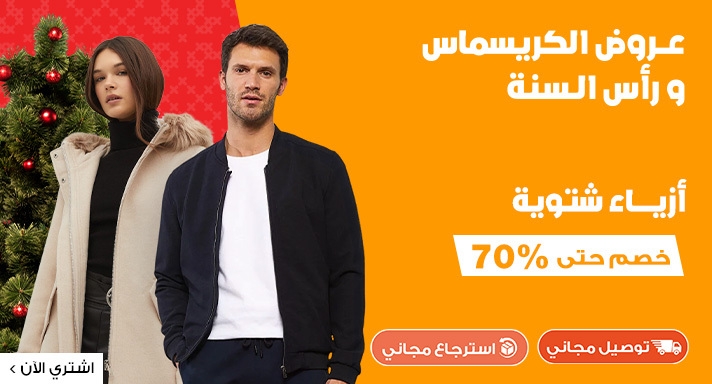 عروض الكريسماس
و رأس السنة
أزياء شتوية
خصم حتى 70%
توصيل مجاني
استرجاع مجاني
اشتري الآن >